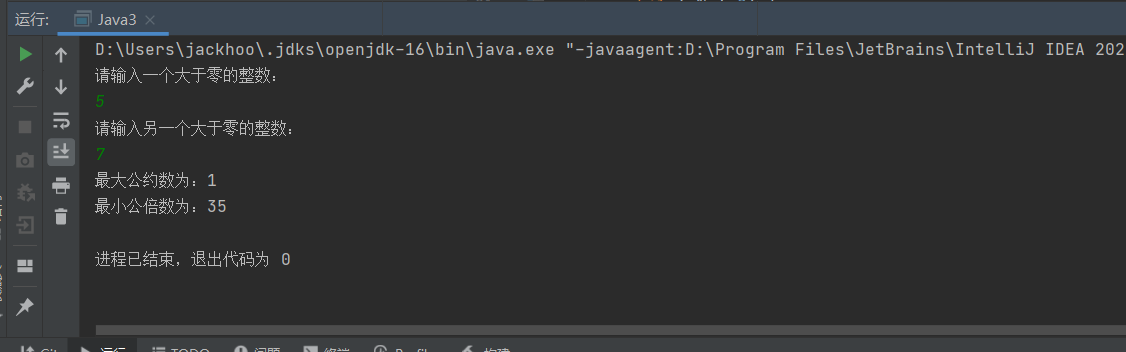 运行: Java3
D:\Users\jackhoo\.jdks\openjdk-16\bin\java.exe "-javaagent:D:\Program Files\JetBrains\IntelliJ IDEA 202
请输入一个大于零的整数:
5
请输入另一个大于零的整数:
7
最大公约数为：1
最小公倍数为：35
进程已结束，退出代码为 0
Git 运行 TODO 问题 终端 Profil 构建